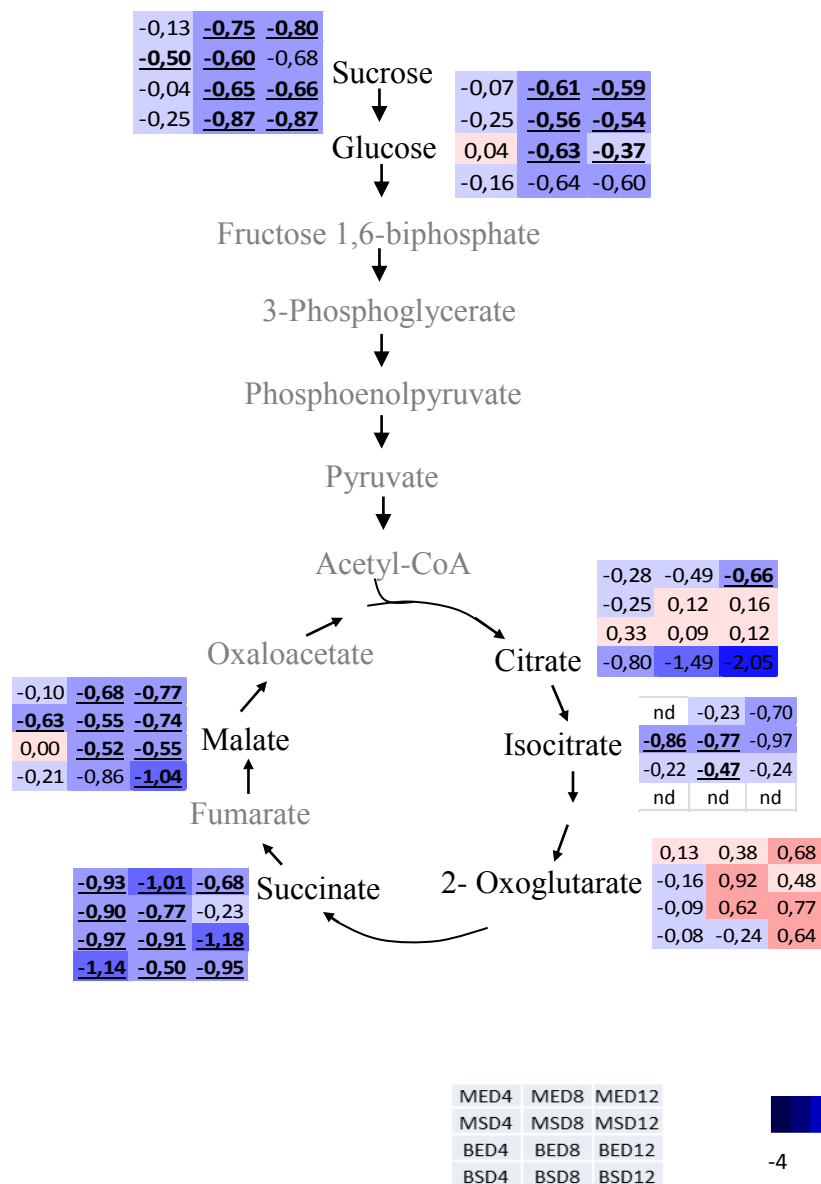 -0,13 -0,75 -0,80
-0,50 -0,60 -0,68
-0,04 -0,65 -0,66
-0,25 -0,87 -0,87
Sucrose
-0,07 -0,61 -0,59
-0,25 -0,56 -0,54
0,04 -0,63 -0,37
-0,16 -0,64 -0,60
Glucose
Fructose 1,6-biphosphate
3-Phosphoglycerate
Phosphoenolpyruvate
Pyruvate
Acetyl-CoA
-0,28 -0,49 -0,66
-0,25 0,12 0,16
0,33 0,09 0,12
-0,80 -1,49 -2,05
Oxaloacetate
Citrate
-0,10 -0,68 -0,77
-0,63 -0,55 -0,74
0,00 -0,52 -0,55
-0,21 -0,86 -1,04
Malate
Isocitrate
nd -0,23 -0,70
-0,86 -0,77 -0,97
-0,22 -0,47 -0,24
nd nd nd
Fumarate
-0,93 -1,01 -0,68
-0,90 -0,77 -0,23
-0,97 -0,91 -1,18
-1,14 -0,50 -0,95
Succinate
2- Oxoglutarate
0,13 0,38 0,68
-0,16 0,92 0,48
-0,09 0,62 0,77
-0,08 -0,24 0,64
MED4 MED8 MED12
MSD4 MSD8 MSD12
BED4 BED8 BED12
BSD4 BSD8 BSD12
-4